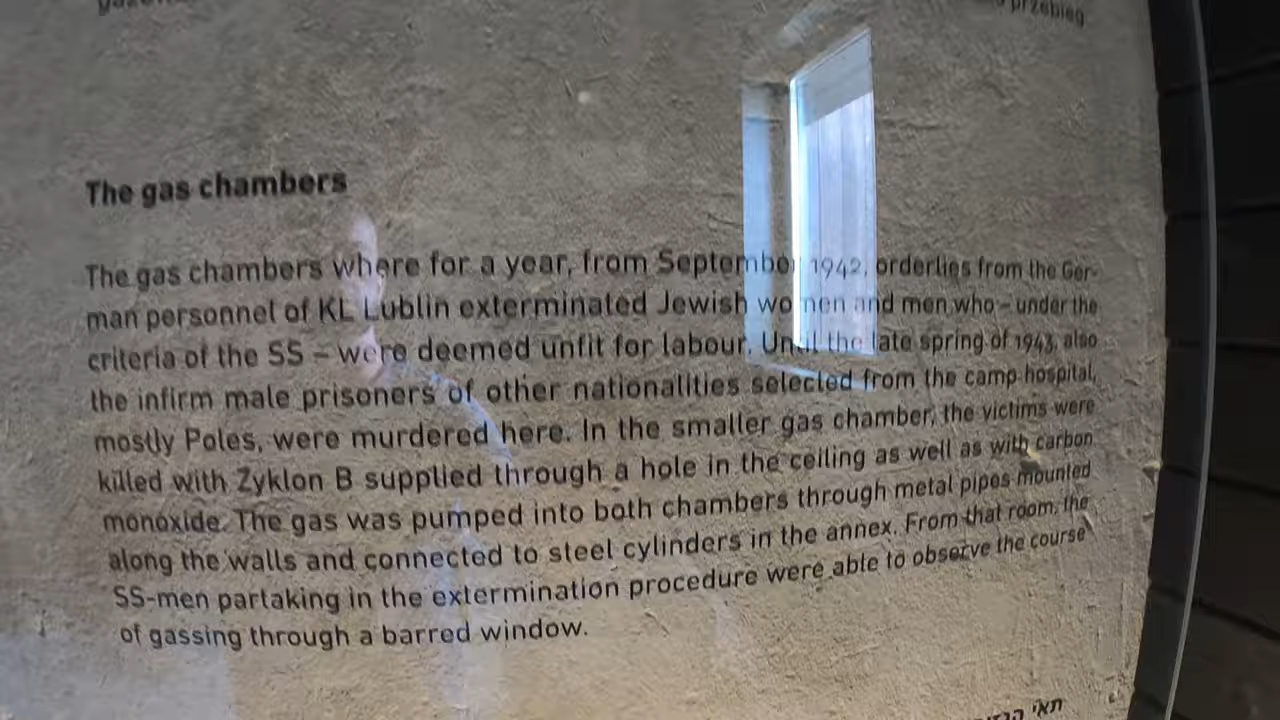 przebieg
The gas chambers
The gas chambers where for a year, from September 1942, orderlies from the Ger-
man personnel of KL Lublin exterminated Jewish women and men who – under the
criteria of the SS – were deemed unfit for labour. Until the late spring of 1943, also
the infirm male prisoners of other nationalities selected from the camp hospital,
mostly Poles, were murdered here. In the smaller gas chamber, the victims were
killed with Zyklon B supplied through a hole in the ceiling as well as with carbon
monoxide. The gas was pumped into both chambers through metal pipes mounted
along the walls and connected to steel cylinders in the annex. From that room, the
SS-men partaking in the extermination procedure were able to observe the course
of gassing through a barred window.
תאי